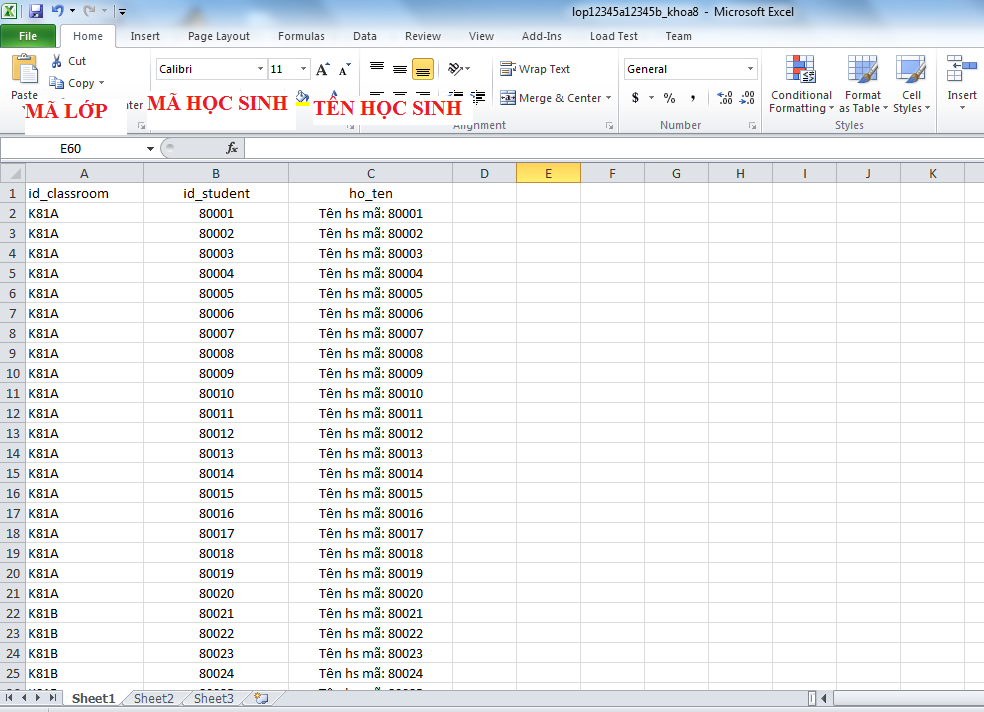 lop12345a12345b_khoa8 - Microsoft Excel
File Home Insert Page Layout Formulas Data Review View Add-Ins Load Test Team
Cut
Copy
Paste
Calibri 11
Wrap Text
Merge & Center
General
Conditional Formatting
Format as Table
Cell Styles
Insert
MÃ LỚP MÃ HỌC SINH TÊN HỌC SINH
Alignment Number Styles
E60 fx
A B C D E F G H I J K
1 id_classroom id_student ho_ten
2 K81A 80001 Tên hs mã: 80001
3 K81A 80002 Tên hs mã: 80002
4 K81A 80003 Tên hs mã: 80003
5 K81A 80004 Tên hs mã: 80004
6 K81A 80005 Tên hs mã: 80005
7 K81A 80006 Tên hs mã: 80006
8 K81A 80007 Tên hs mã: 80007
9 K81A 80008 Tên hs mã: 80008
10 K81A 80009 Tên hs mã: 80009
11 K81A 80010 Tên hs mã: 80010
12 K81A 80011 Tên hs mã: 80011
13 K81A 80012 Tên hs mã: 80012
14 K81A 80013 Tên hs mã: 80013
15 K81A 80014 Tên hs mã: 80014
16 K81A 80015 Tên hs mã: 80015
17 K81A 80016 Tên hs mã: 80016
18 K81A 80017 Tên hs mã: 80017
19 K81A 80018 Tên hs mã: 80018
20 K81A 80019 Tên hs mã: 80019
21 K81A 80020 Tên hs mã: 80020
22 K81B 80021 Tên hs mã: 80021
23 K81B 80022 Tên hs mã: 80022
24 K81B 80023 Tên hs mã: 80023
25 K81B 80024 Tên hs mã: 80024
Sheet1 Sheet2 Sheet3